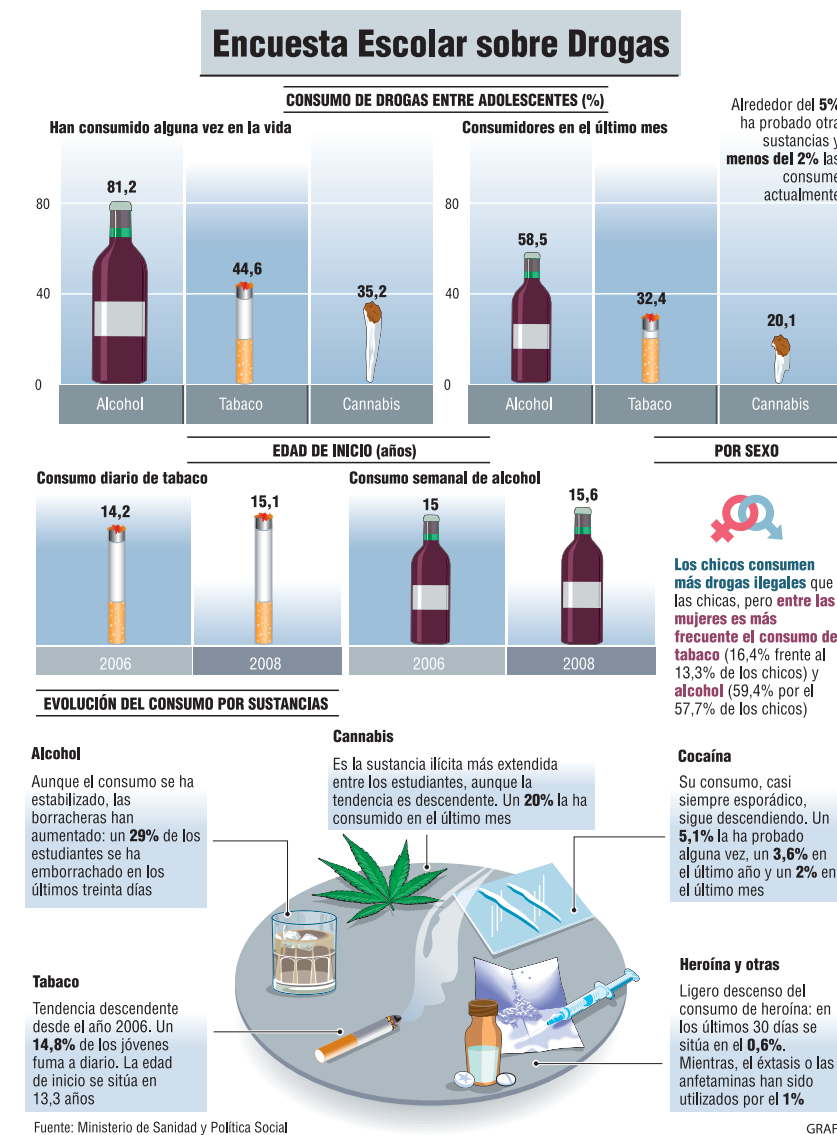 Encuesta Escolar sobre Drogas
CONSUMO DE DROGAS ENTRE ADOLESCENTES (%)
Han consumido alguna vez en la vida
81,2
80
44,6
40
35,2
0
Alcohol
Tabaco
Cannabis
Consumidores en el último mes
80
58,5
40
32,4
20,1
0
Alcohol
Tabaco
Cannabis
Alrededor del 5%
ha probado otra
sustancias y
menos del 2% las
consume
actualmente
EDAD DE INICIO (años)
Consumo diario de tabaco
14,2
15,1
2006
2008
Consumo semanal de alcohol
15
15,6
2006
2008
POR SEXO
Los chicos consumen
más drogas ilegales que
las chicas, pero entre las
mujeres es más
frecuente el consumo de
tabaco (16,4% frente al
13,3% de los chicos) y
alcohol (59,4% por el
57,7% de los chicos)
EVOLUCIÓN DEL CONSUMO POR SUSTANCIAS
Alcohol
Aunque el consumo se ha
estabilizado, las
borracheras han
aumentado: un 29% de los
estudiantes se ha
emborrachado en los
últimos treinta días
Cannabis
Es la sustancia ilícita más extendida
entre los estudiantes, aunque la
tendencia es descendente. Un 20% la ha
consumido en el último mes
Cocaína
Su consumo, casi
siempre esporádico,
sigue descendiendo. Un
5,1% la ha probado
alguna vez, un 3,6% en
el último año y un 2% en
el último mes
Tabaco
Tendencia descendente
desde el año 2006. Un
14,8% de los jóvenes
fuma a diario. La edad
de inicio se sitúa en
13,3 años
Heroína y otras
Ligero descenso del
consumo de heroína: en
los últimos 30 días se
sitúa en el 0,6%.
Mientras, el éxtasis o las
anfetaminas han sido
utilizados por el 1%
Fuente: Ministerio de Sanidad y Política Social
GRAF